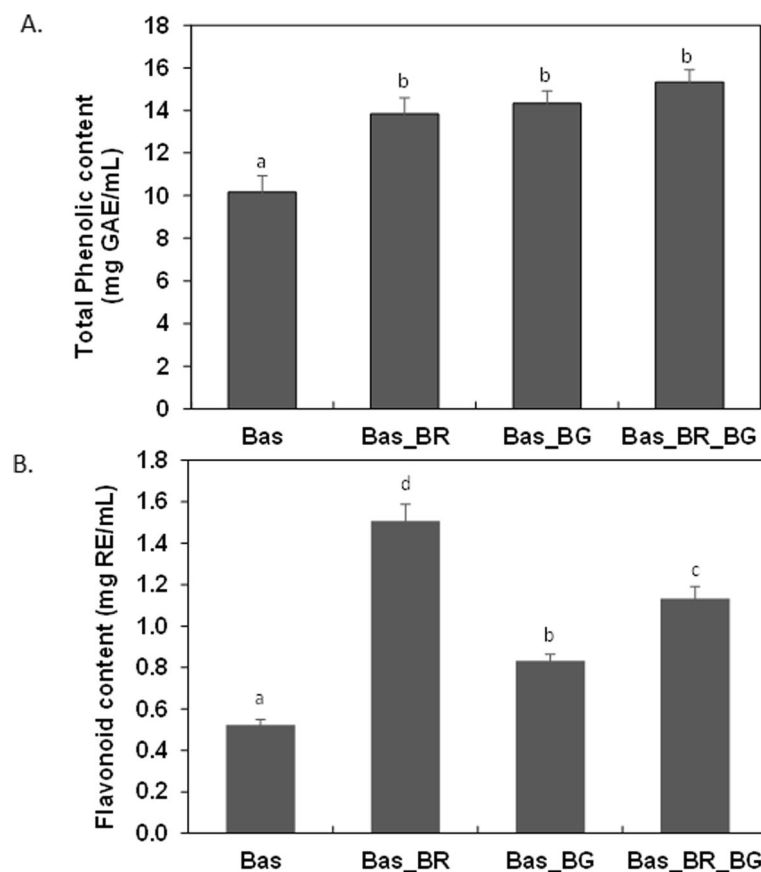 A.
Total Phenolic content
(mg GAE/mL)
18
16
14
12
10
8
6
4
2
0
a
b
b
b
Bas
Bas_BR
Bas_BG
Bas_BR_BG
B.
Flavonoid content (mg RE/mL)
1.8
1.6
1.4
1.2
1.0
0.8
0.6
0.4
0.2
0.0
a
d
b
c
Bas
Bas_BR
Bas_BG
Bas_BR_BG